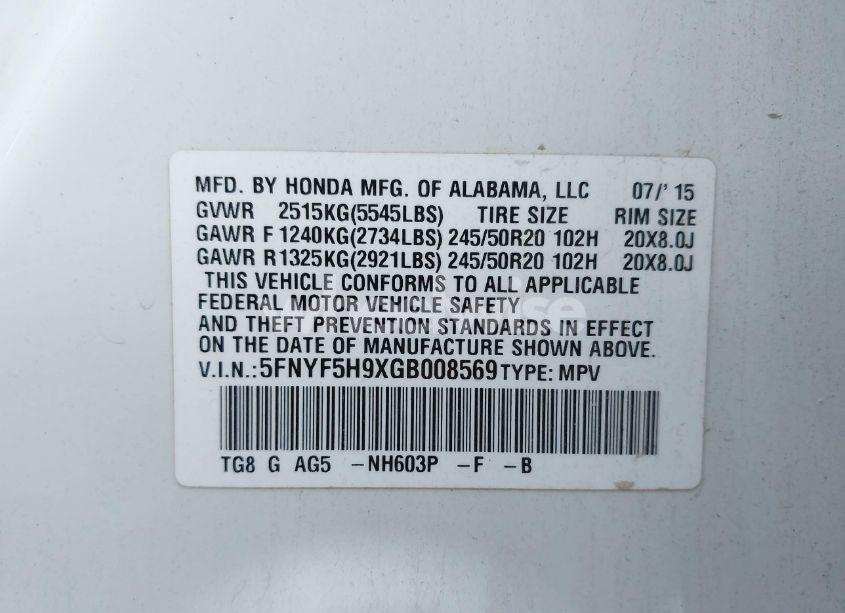 MFD. BY HONDA MFG. OF ALABAMA, LLC 07/'15
GVWR 2515KG(5545LBS) TIRE SIZE RIM SIZE
GAWR F 1240KG(2734LBS) 245/50R20 102H 20X8.0J
GAWR R 1325KG(2921LBS) 245/50R20 102H 20X8.0J
THIS VEHICLE CONFORMS TO ALL APPLICABLE
FEDERAL MOTOR VEHICLE SAFETY
AND THEFT PREVENTION STANDARDS IN EFFECT
ON THE DATE OF MANUFACTURE SHOWN ABOVE.
V.I.N.: 5FNYF5H9XGB008569 TYPE: MPV
TG8 G AG5 -NH603P -F -B